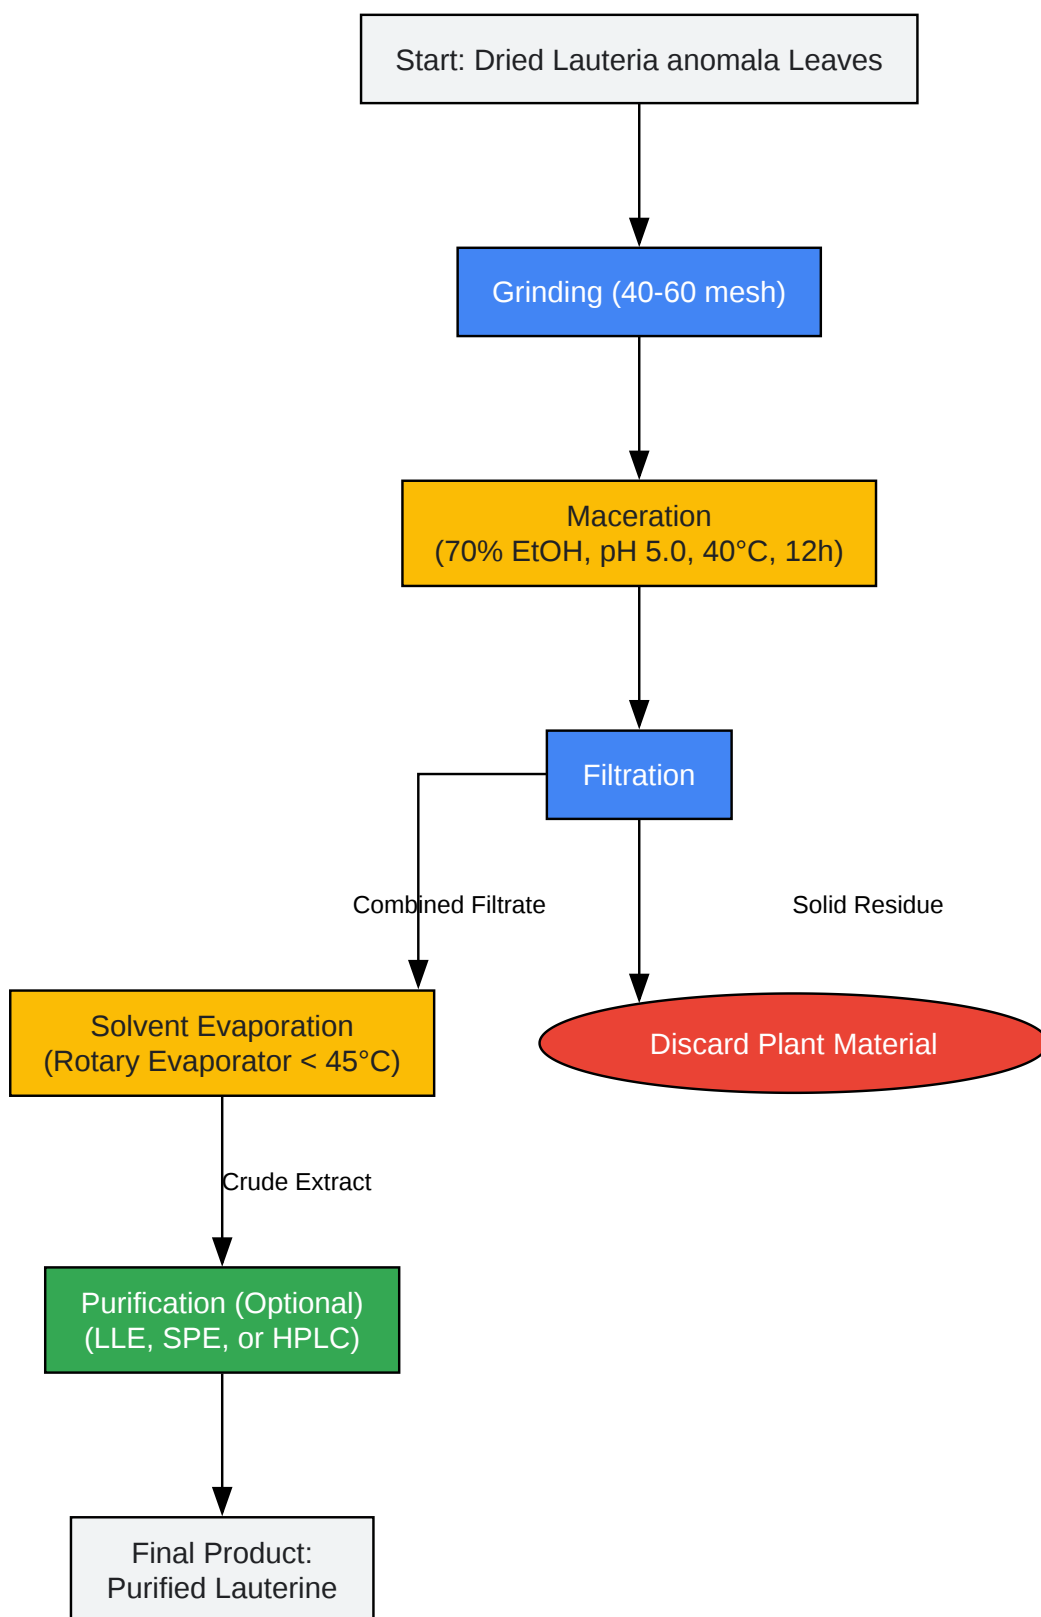 Start: Dried Lauteria anomala Leaves
Grinding (40-60 mesh)
Maceration
(70% EtOH, pH 5.0, 40°C, 12h)
Filtration
Combined Filtrate
Solid Residue
Solvent Evaporation
(Rotary Evaporator < 45°C)
Discard Plant Material
Crude Extract
Purification (Optional)
(LLE, SPE, or HPLC)
Final Product:
Purified Lauterine